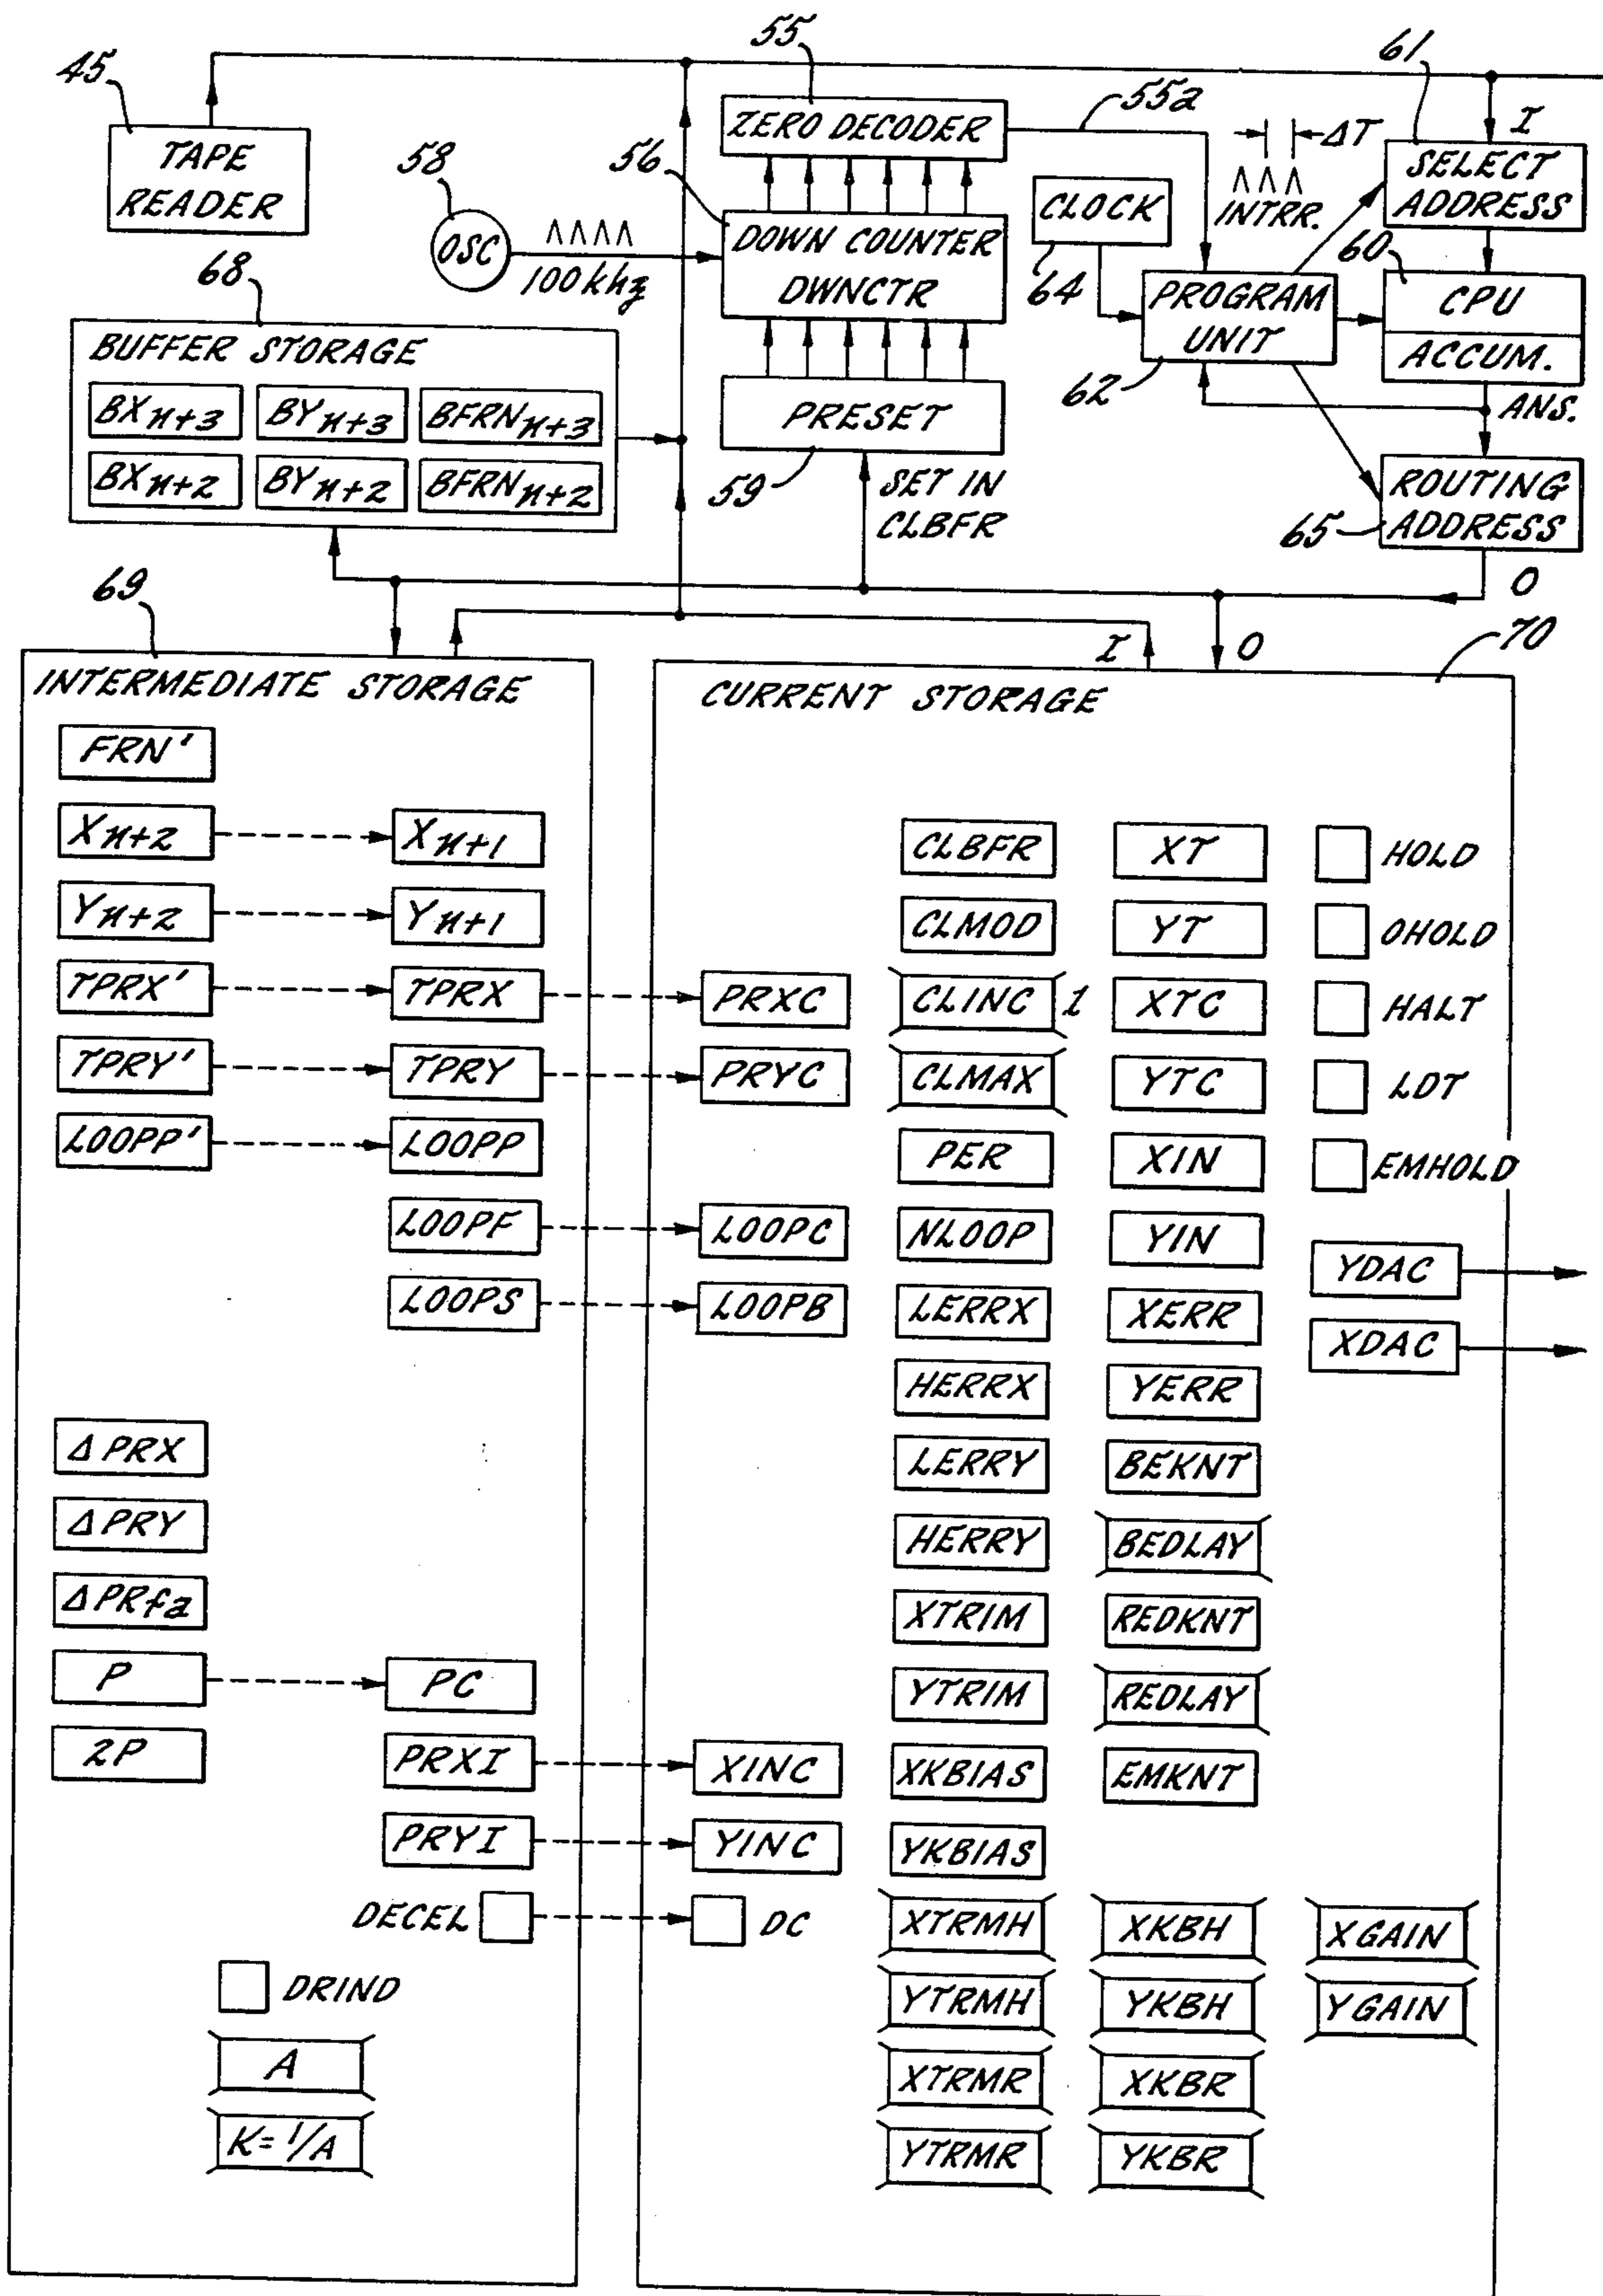 55
61
45
55a
I
ΔT
ZERO DECODER
TAPE
READER
58
56
SELECT
ADDRESS
CLOCK
INTRR.
OSC
100 khz
DOWN COUNTER
DWNCTR
64
60
68
PROGRAM
UNIT
CPU
ACCUM.
BUFFER STORAGE
BXn+3 BYn+3 BFRNn+3
BXn+2 BYn+2 BFRNn+2
PRESET
62
ANS.
59
SET IN
CLBFR
ROUTING
ADDRESS
65
O
69
70
I
O
INTERMEDIATE STORAGE
FRN'
Xn+2 Xn+1
Yn+2 Yn+1
TPRX' TPRX
TPRY' TPRY
LOOPP' LOOPP
LOOPF
LOOPS
Δ PRX
Δ PRY
Δ PRfa
P PC
2P
PRXI
PRYI
DECEL
DRIND
A
K=1/A
CURRENT STORAGE
CLBFR XT HOLD
CLMOD YT OHOLD
PRXC CLINC 1 XTC HALT
PRYC CLMAX YTC LDT
PER XIN EMHOLD
LOOPC NLOOP YIN YDAC
LOOPB LERRX XERR XDAC
HERRX YERR
LERRY BEKNT
HERRY BEDLAY
XTRIM REDKNT
YTRIM REDLAY
XINC XKBIAS EMKNT
YINC YKBIAS
DC XTRMH XKBH XGAIN
YTRMH YKBH YGAIN
XTRMR XKBR
YTRMR YKBR